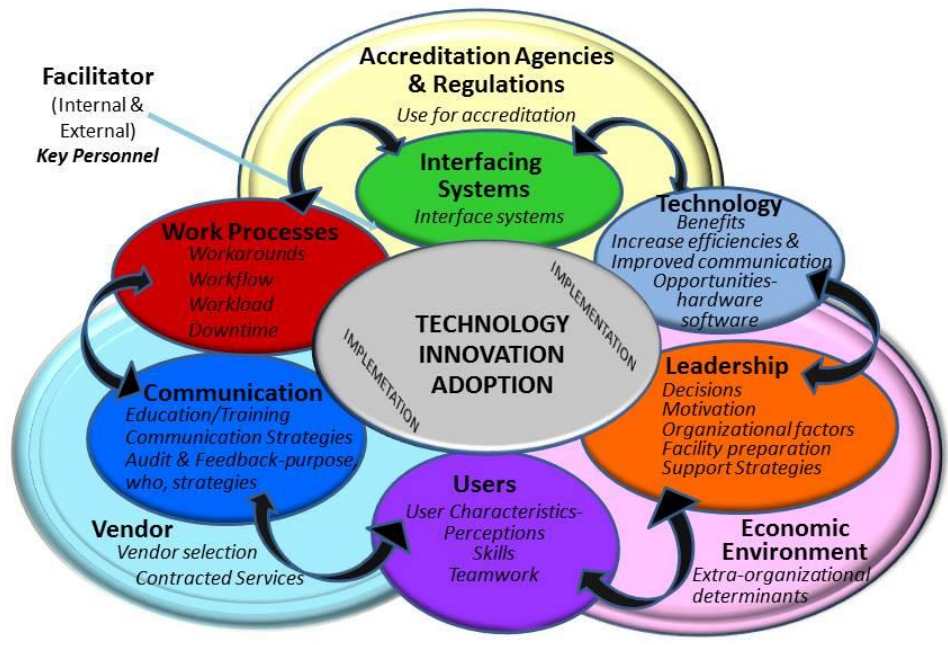 Accreditation Agencies
& Regulations
Use for accreditation
Facilitator
(Internal &
External)
Key Personnel
Interfacing
Systems
Interface systems
Technology
Benefits
Increase efficiencies &
Improved communication
Opportunities-
hardware
software
Work Processes
Workarounds
Workflow
Workload
Downtime
IMPLEMENTATION
TECHNOLOGY
INNOVATION
ADOPTION
IMPLEMETATION
Leadership
Decisions
Motivation
Organizational factors
Facility preparation
Support Strategies
Communication
Education/Training
Communication Strategies
Audit & Feedback-purpose,
who, strategies
Users
User Characteristics-
Perceptions
Skills
Teamwork
Vendor
Vendor selection
Contracted Services
Economic
Environment
Extra-organizational
determinants